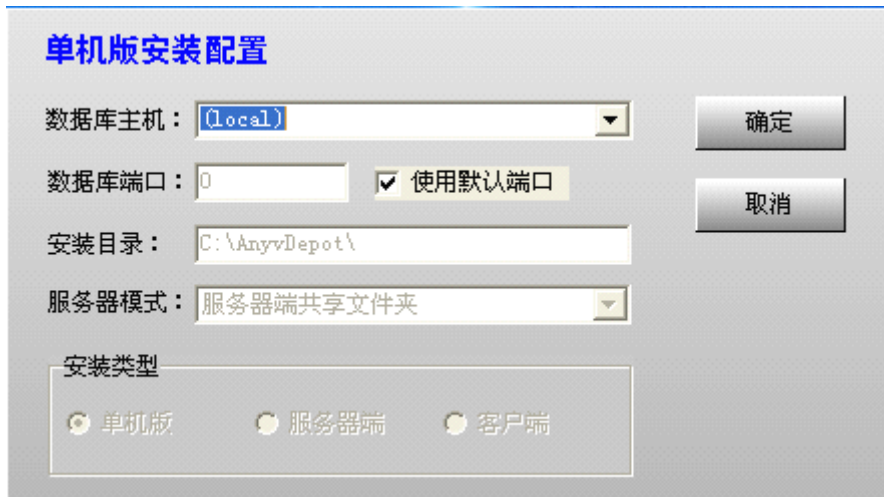 单机版安装配置
数据库主机： (local)
确定
数据库端口： 0 使用默认端口
取消
安装目录： C:\AnyvDepot\
服务器模式： 服务器端共享文件夹
安装类型
单机版 服务器端 客户端